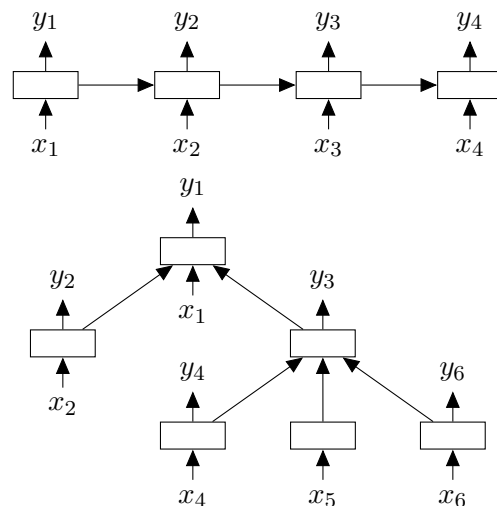 y₁ y₂ y₃ y₄
x₁ x₂ x₃ x₄
y₁
y₂ x₁ y₃
x₂ y₄ y₆
x₄ x₅ x₆